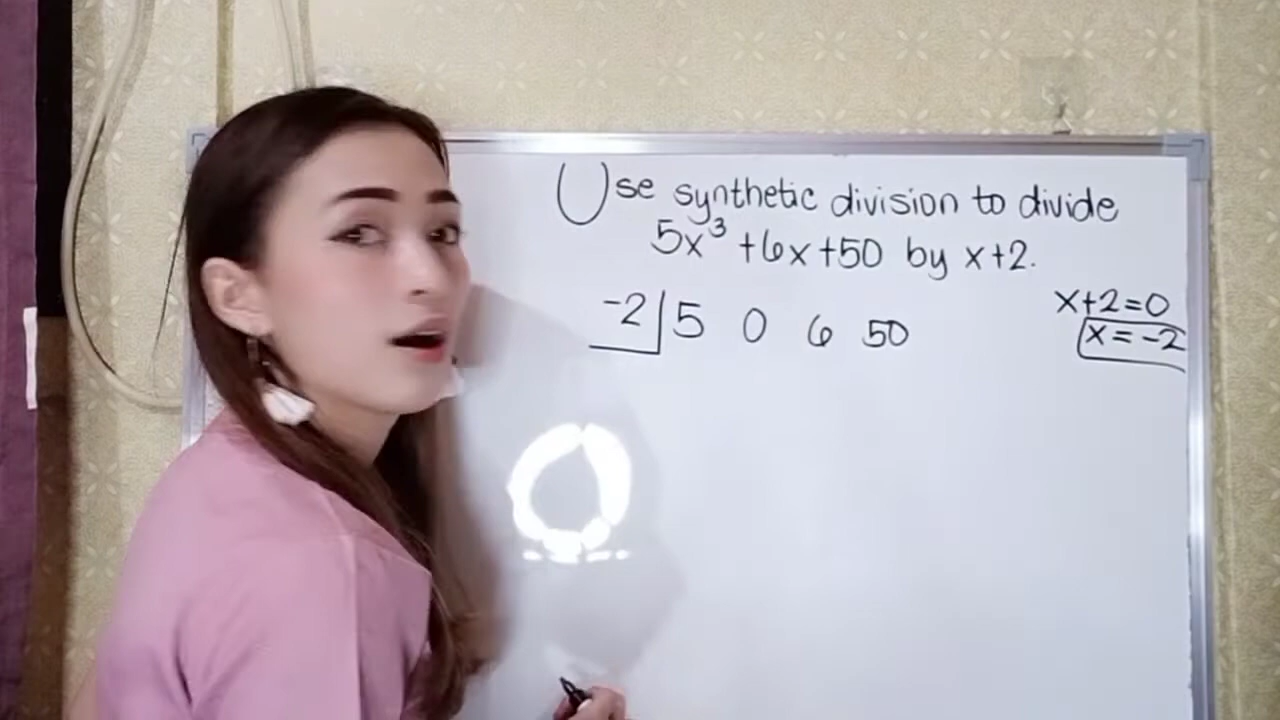 Use synthetic division to divide
5x³ +6x+50 by x+2.
x+2=0
x = -2
-2 5 0 6 50